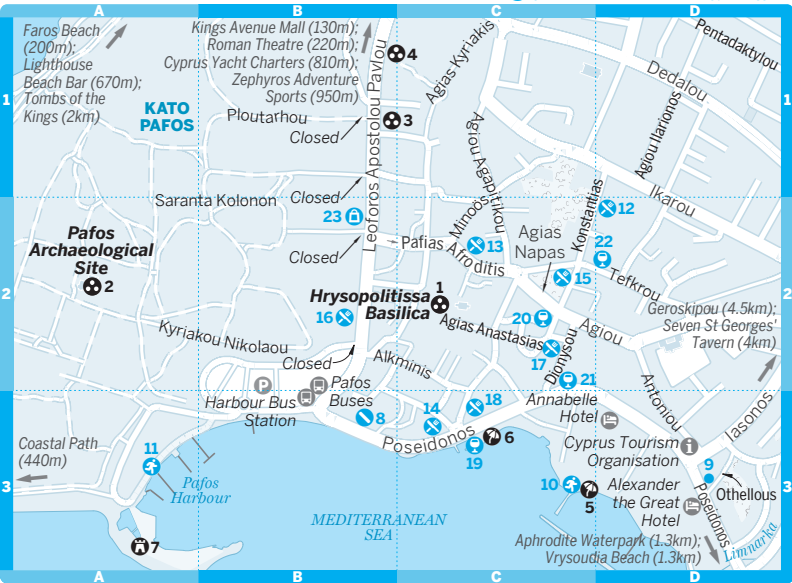 A
B
C
D
Faros Beach
(200m);
Lighthouse
Beach Bar (670m);
Tombs of the
Kings (2km)
Kings Avenue Mall (130m);
Roman Theatre (220m);
Cyprus Yacht Charters (810m);
Zephyros Adventure
Sports (950m)
4
Agias Kyriakis
Pentadaktylou
Dedalou
1
1
KATO
PAFOS
Ploutarhou
Closed
3
Leoforos Apostolou Pavlou
Agiou Agapitikou
Agiou Ilarionos
Ikarou
Closed
Saranta Kolonon
23
Closed
Minoös
Konstantias
12
Pafias Afroditis
13
Agias
Napas
22
15
Tefkrou
Pafos
Archaeological
Site
2
2
2
1
Hrysopolitissa
Basilica
16
Agias Anastasias
20
17
Agiou
Antoniou
Geroskipou (4.5km);
Seven St Georges'
Tavern (4km)
Kyriakou Nikolaou
Closed
Alkminis
Dionysou
21
P
Pafos
Buses
Harbour Bus
Station
8
14
18
Annabelle
Hotel
Iasonos
Poseidonos
6
19
Cyprus Tourism
Organisation
i
9
Othellous
Coastal Path
(440m)
11
Pafos
Harbour
3
3
10
5
Alexander
the Great
Hotel
Poseidonos
MEDITERRANEAN
SEA
7
Aphrodite Waterpark (1.3km);
Vrysoudia Beach (1.3km)
Limnarka
A
B
C
D